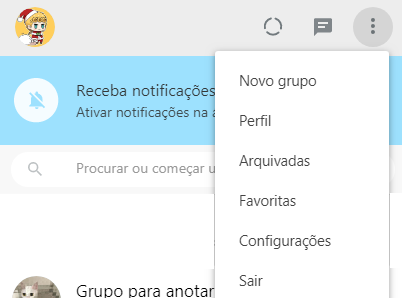 Receba notificações
Ativar notificações na
Procurar ou começar
Grupo para anotar
Novo grupo
Perfil
Arquivadas
Favoritas
Configurações
Sair